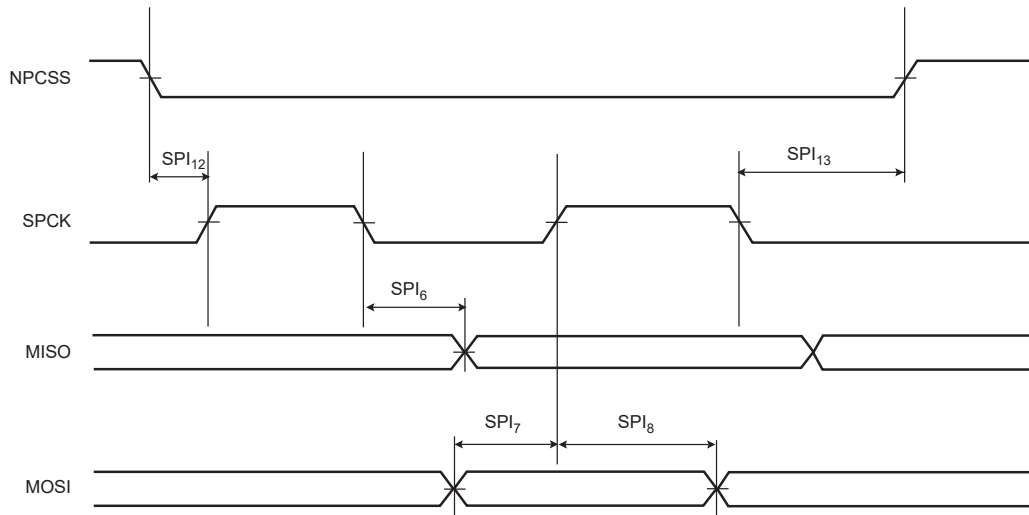 NPCSS
SPI₁₂
SPI₁₃
SPCK
SPI₆
MISO
SPI₇
SPI₈
MOSI